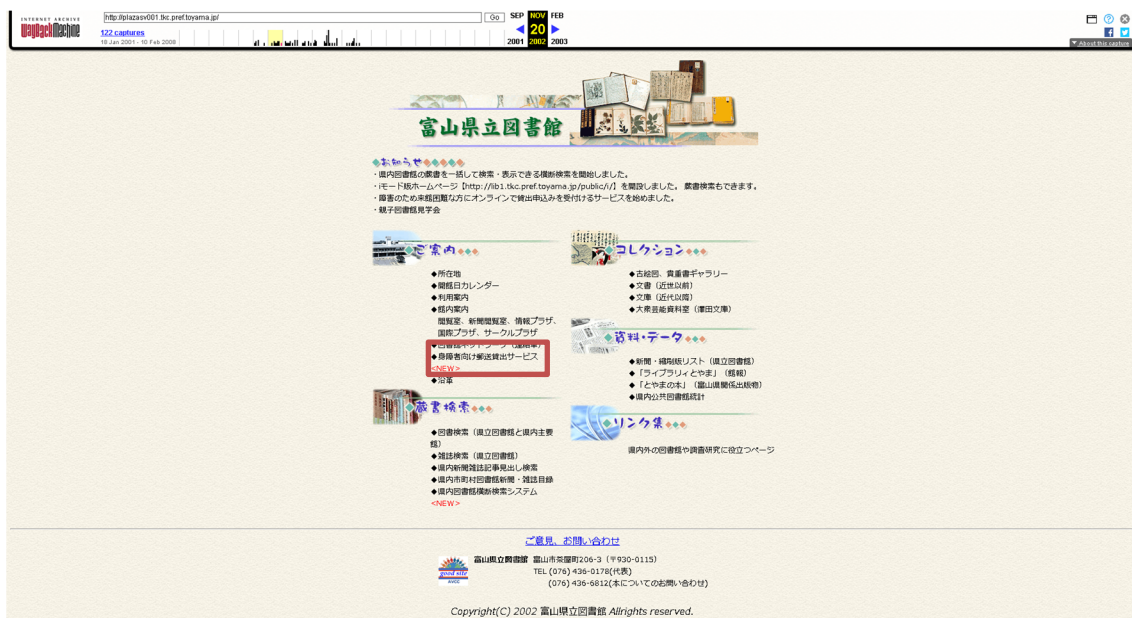 INTERNET ARCHIVE
WayBackMachine
http://plazasv001.tkc.pref.toyama.jp/
Go
SEP NOV FEB
20
2001 2002 2003
122 captures
18 Jan 2001 - 10 Feb 2008
About this capture
富山県立図書館
お知らせ
・県内図書館の蔵書を一括して検索・表示できる横断検索を開始しました。
・iモード版ホームページ【http://lib1.tkc.pref.toyama.jp/public/i/】を開設しました。 蔵書検索もできます。
・障害のため来館困難な方にオンラインで貸出申込みを受付けるサービスを始めました。
・親子図書館見学会
ご案内
◆所在地
◆開館日カレンダー
◆利用案内
◆館内案内
閲覧室、新聞閲覧室、情報プラザ、
国際プラザ、サークルプラザ
◆身障者向け郵送貸出サービス
<NEW>
◆沿革
蔵書検索
◆図書検索（県立図書館と県内主要
館）
◆雑誌検索（県立図書館）
◆県内新聞雑誌記事見出し検索
◆県内市町村図書館新聞・雑誌目録
◆県内図書館横断検索システム
<NEW>
コレクション
◆古絵図、貴重書ギャラリー
◆文書（近世以前）
◆文庫（近代以降）
◆大衆芸能資料室（澤田文庫）
資料・データ
◆新聞・縮刷版リスト（県立図書館）
◆「ライブラリィとやま」（館報）
◆「とやまの本」（富山県関係出版物）
◆県内公共図書館統計
リンク集
県内外の図書館や調査研究に役立つページ
ご意見、お問い合わせ
good site
AVCC
富山県立図書館 富山市茶屋町206-3（〒930-0115）
TEL (076) 436-0178(代表)
(076) 436-6812(本についてのお問い合わせ)
Copyright(C) 2002 富山県立図書館 Allrights reserved.